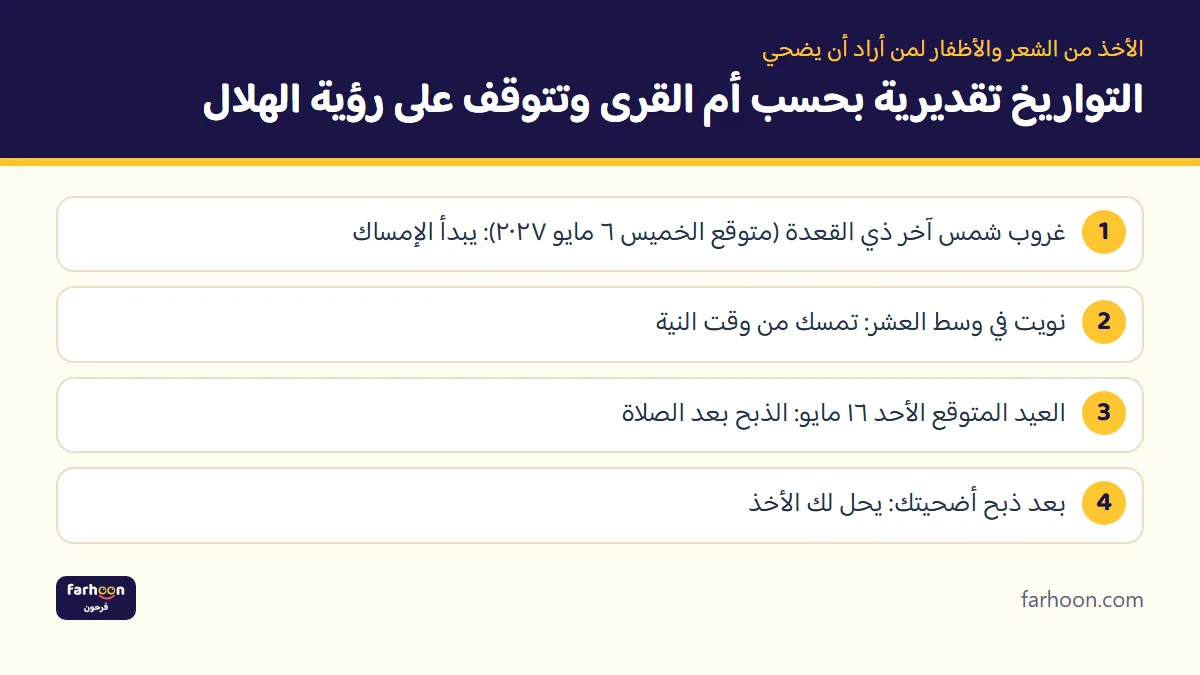 الأخذ من الشعر والأظفار لمن أراد أن يضحي
التواريخ تقديرية بحسب أم القرى وتتوقف على رؤية الهلال
1 غروب شمس آخر ذي القعدة (متوقع الخميس ٦ مايو ٢٠٢٧): يبدأ الإمساك
2 نويت في وسط العشر: تمسك من وقت النية
3 العيد المتوقع الأحد ١٦ مايو: الذبح بعد الصلاة
4 بعد ذبح أضحيتك: يحل لك الأخذ
farhoon.com
farhoon
فرحون